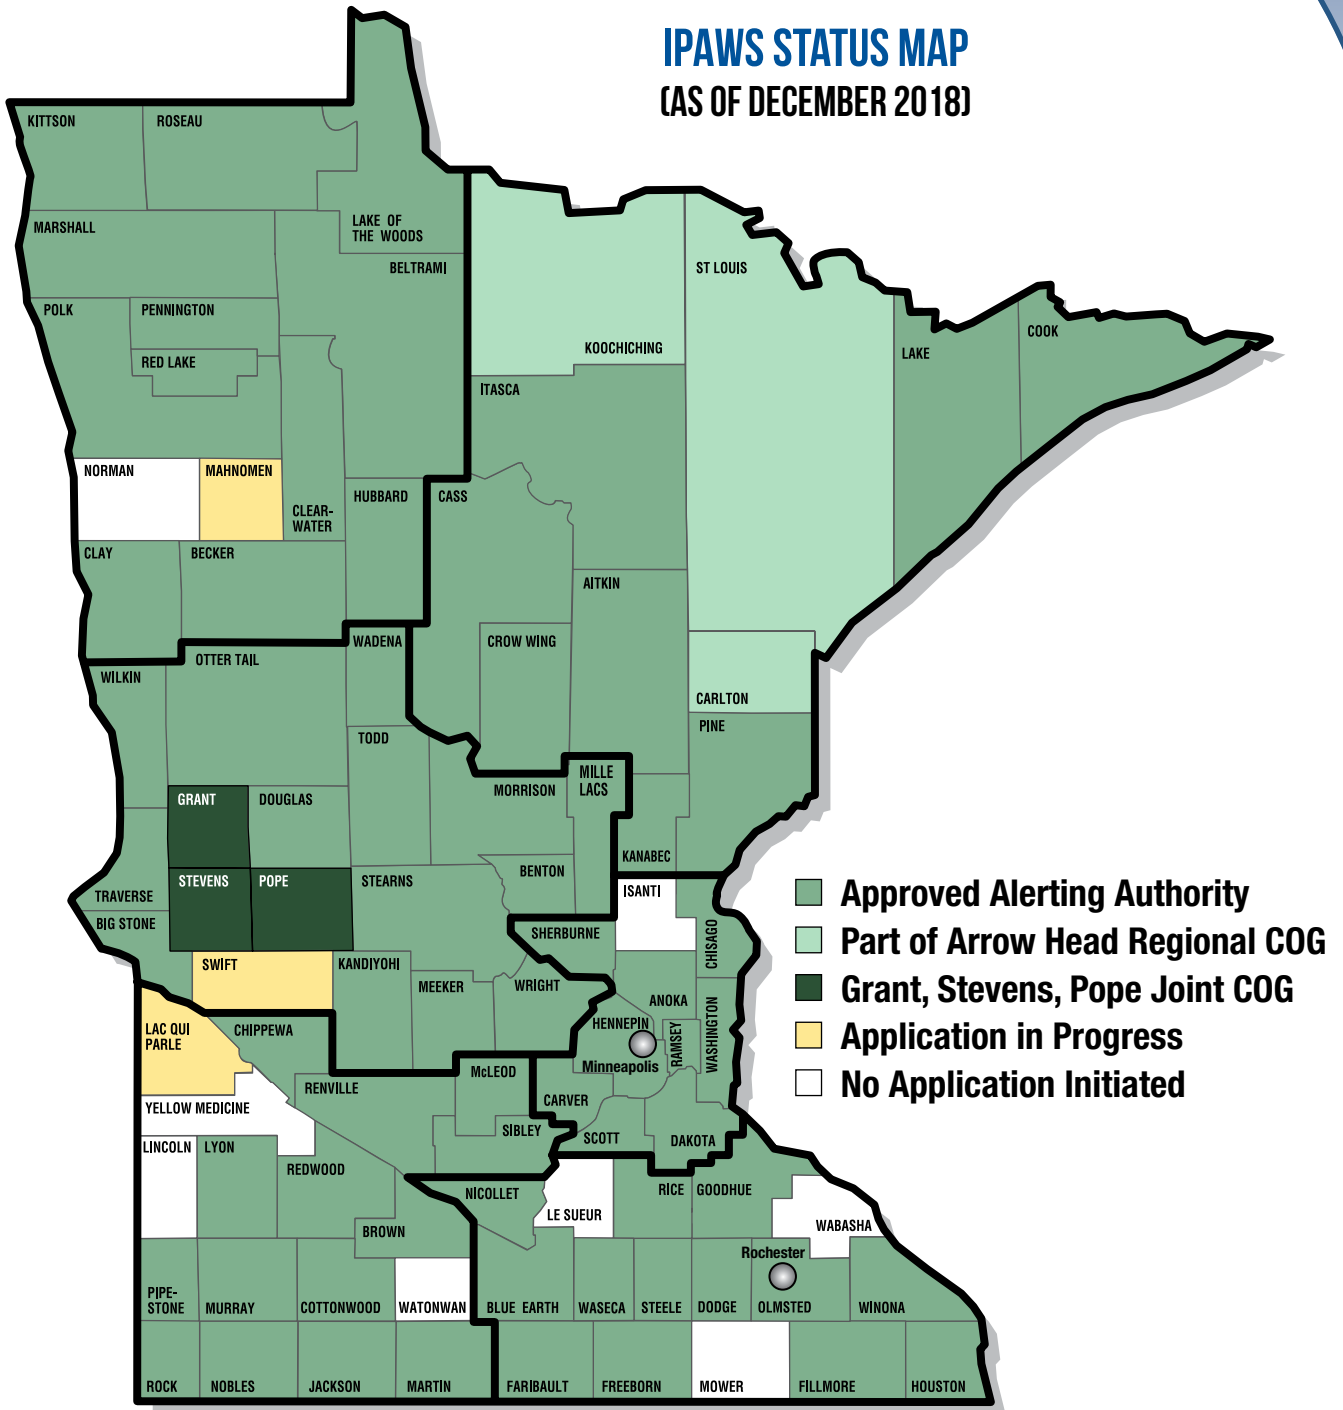 IPAWS STATUS MAP
(AS OF DECEMBER 2018)
KITTSON
ROSEAU
LAKE OF
THE WOODS
MARSHALL
BELTRAMI
ST LOUIS
POLK
PENNINGTON
RED LAKE
KOOCHICHING
LAKE
COOK
ITASCA
NORMAN
MAHNOMEN
CLEAR-
WATER
HUBBARD
CASS
CLAY
BECKER
AITKIN
WADENA
CROW WING
OTTER TAIL
WILKIN
CARLTON
PINE
TODD
GRANT
DOUGLAS
MORRISON
MILLE
LACS
KANABEC
STEVENS
POPE
STEARNS
BENTON
TRAVERSE
ISANTI
BIG STONE
SHERBURNE
CHISAGO
SWIFT
KANDIYOHI
MEEKER
WRIGHT
ANOKA
LAC QUI
PARLE
CHIPPEWA
HENNEPIN
RAMSEY
WASHINGTON
Minneapolis
McLEOD
RENVILLE
CARVER
YELLOW MEDICINE
SIBLEY
SCOTT
DAKOTA
LINCOLN
LYON
REDWOOD
NICOLLET
RICE
GOODHUE
LE SUEUR
WABASHA
BROWN
Rochester
PIPE-
STONE
MURRAY
COTTONWOOD
WATONWAN
BLUE EARTH
WASECA
STEELE
DODGE
OLMSTED
WINONA
ROCK
NOBLES
JACKSON
MARTIN
FARIBAULT
FREEBORN
MOWER
FILLMORE
HOUSTON
Approved Alerting Authority
Part of Arrow Head Regional COG
Grant, Stevens, Pope Joint COG
Application in Progress
No Application Initiated